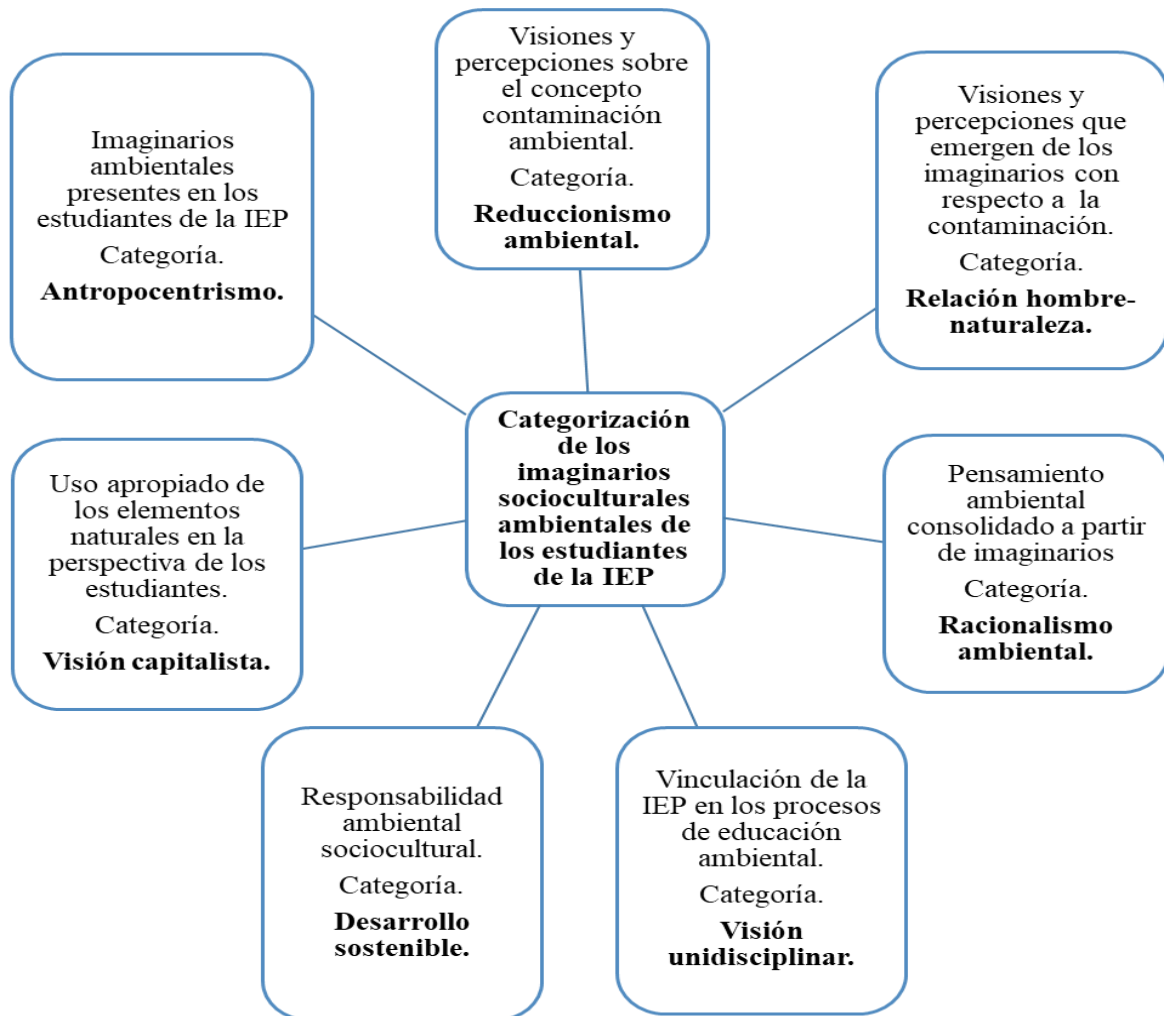 Visiones y
percepciones sobre
el concepto
contaminación
ambiental.
Categoría.
Reduccionismo
ambiental.
Visiones y
percepciones que
emergen de los
imaginarios con
respecto a la
contaminación.
Categoría.
Relación hombre-
naturaleza.
Pensamiento
ambiental
consolidado a partir
de imaginarios
Categoría.
Racionalismo
ambiental.
Vinculación de la
IEP en los procesos
de educación
ambiental.
Categoría.
Visión
unidisciplinar.
Responsabilidad
ambiental
sociocultural.
Categoría.
Desarrollo
sostenible.
Uso apropiado de
los elementos
naturales en la
perspectiva de los
estudiantes.
Categoría.
Visión capitalista.
Imaginarios
ambientales
presentes en los
estudiantes de la IEP
Categoría.
Antropocentrismo.
Categorización
de los
imaginarios
socioculturales
ambientales de
los estudiantes
de la IEP